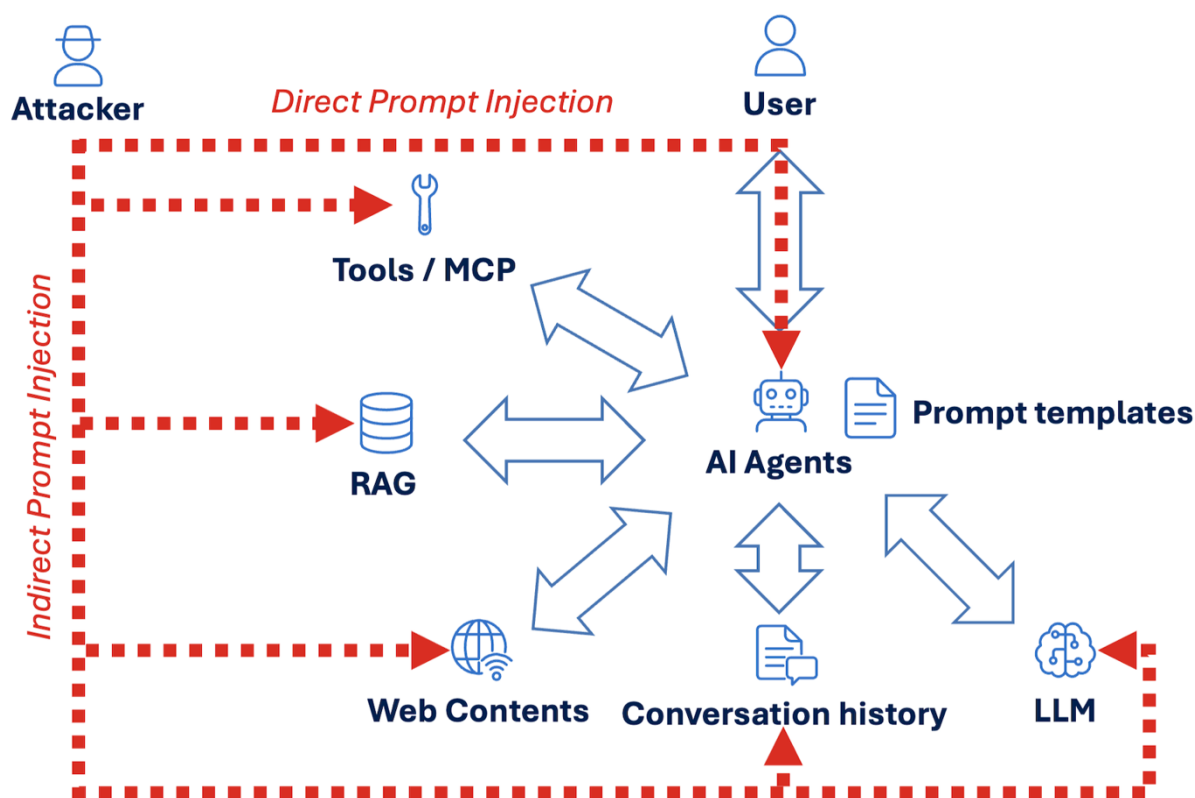 Attacker
Direct Prompt Injection
User
Tools / MCP
Indirect Prompt Injection
Prompt templates
AI Agents
RAG
Web Contents
Conversation history
LLM